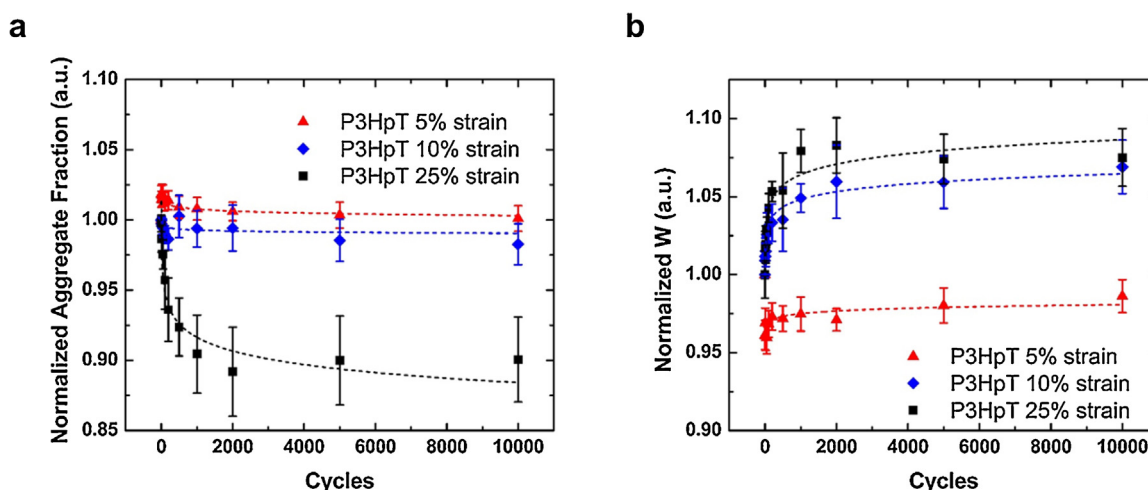 a
Normalized Aggregate Fraction (a.u.)
1.10
1.05
1.00
0.95
0.90
0.85
P3HpT 5% strain
P3HpT 10% strain
P3HpT 25% strain
0 2000 4000 6000 8000 10000
Cycles
b
Normalized W (a.u.)
1.10
1.05
1.00
0.95
0.90
P3HpT 5% strain
P3HpT 10% strain
P3HpT 25% strain
0 2000 4000 6000 8000 10000
Cycles